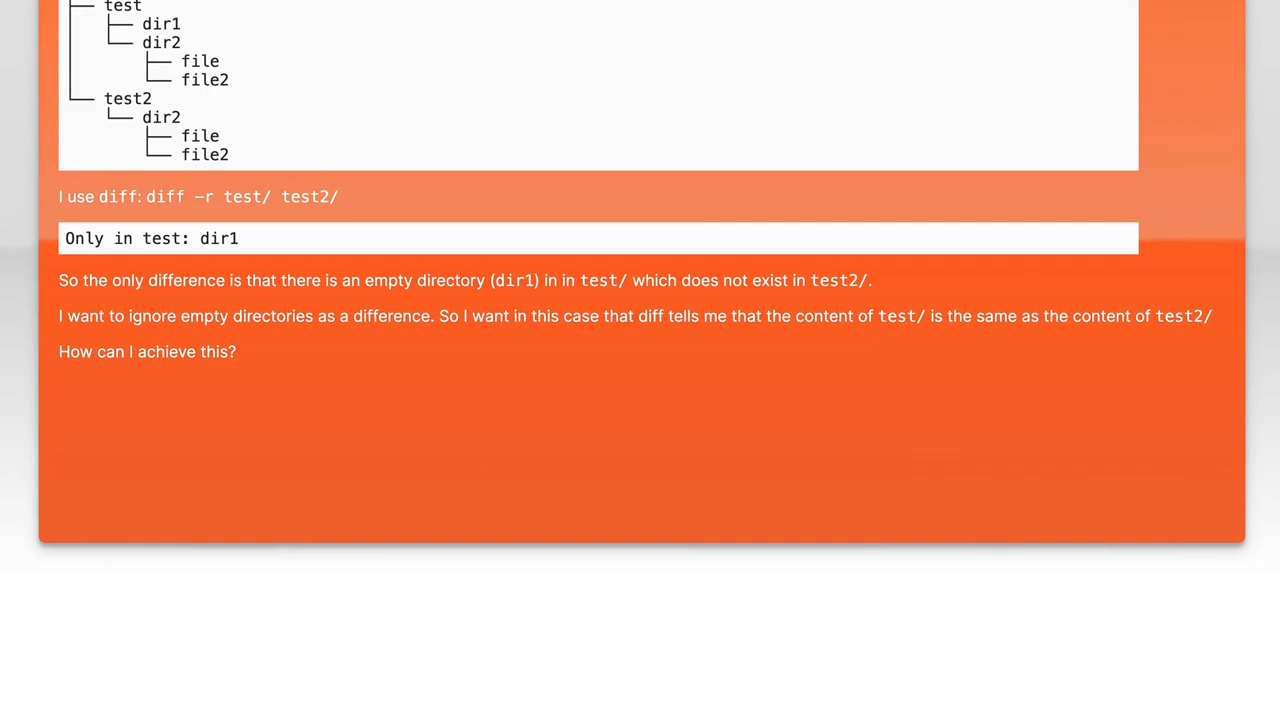 ├── test
│   ├── dir1
│   └── dir2
│       ├── file
│       └── file2
└── test2
    └── dir2
        ├── file
        └── file2
I use diff: diff -r test/ test2/
Only in test: dir1
So the only difference is that there is an empty directory (dir1) in in test/ which does not exist in test2/.
I want to ignore empty directories as a difference. So I want in this case that diff tells me that the content of test/ is the same as the content of test2/
How can I achieve this?